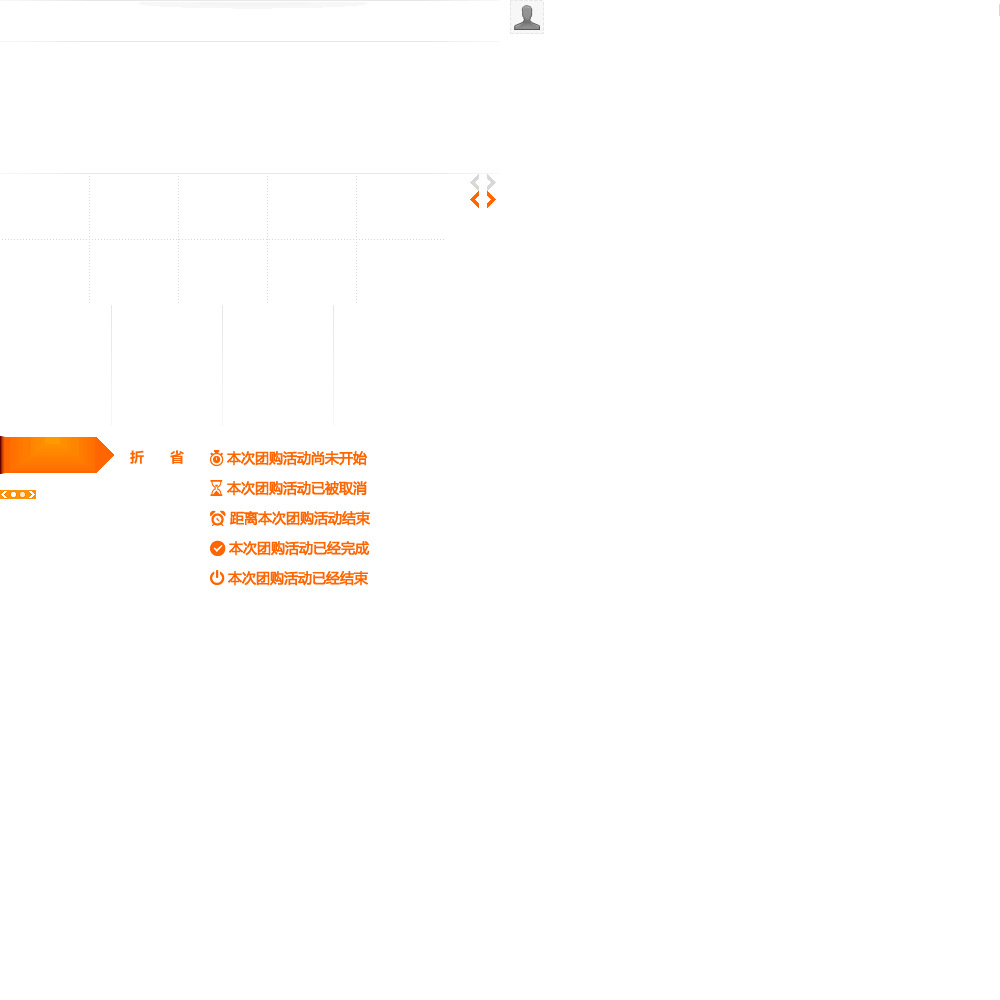 折 省 本次团购活动尚未开始
本次团购活动已被取消
距离本次团购活动结束
本次团购活动已经完成
本次团购活动已经结束